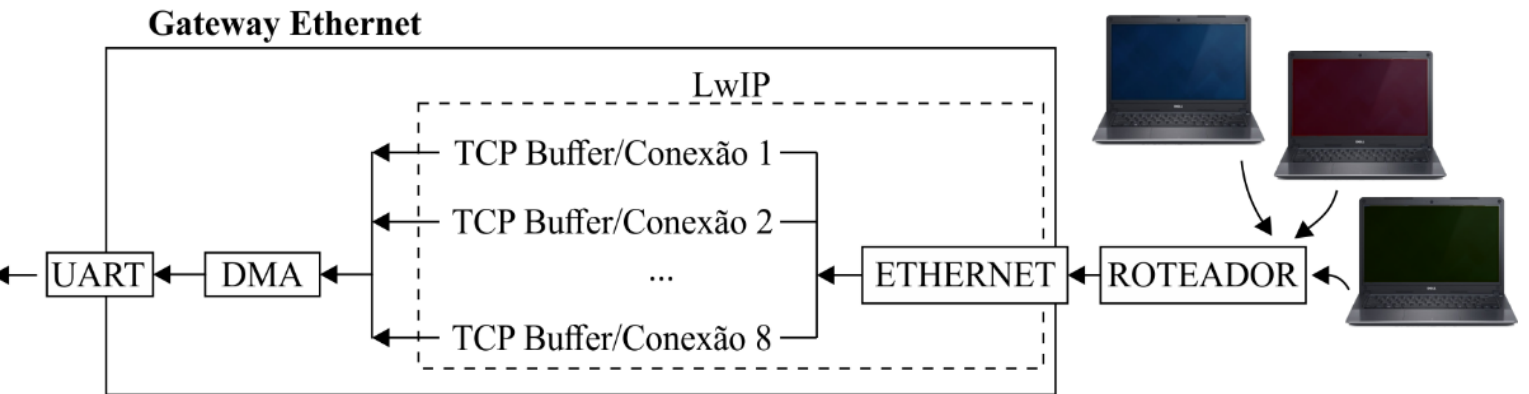 Gateway Ethernet
LwIP
TCP Buffer/Conexão 1
TCP Buffer/Conexão 2
...
TCP Buffer/Conexão 8
UART
DMA
ETHERNET
ROTEADOR